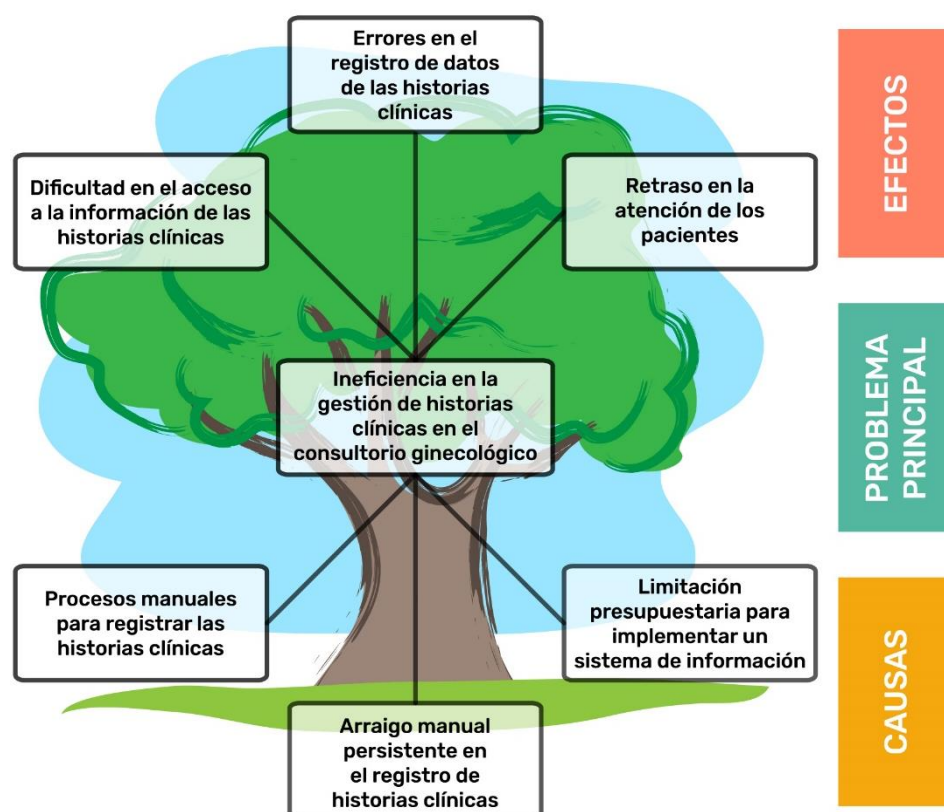 Errores en el
registro de datos
de las historias
clínicas
Dificultad en el acceso
a la información de las
historias clínicas
Retraso en la
atención de los
pacientes
EFECTOS
Ineficiencia en la
gestión de historias
clínicas en el
consultorio ginecológico
PROBLEMA
PRINCIPAL
Procesos manuales
para registrar las
historias clínicas
Limitación
presupuestaria para
implementar un
sistema de información
CAUSAS
Arraigo manual
persistente en
el registro de
historias clínicas